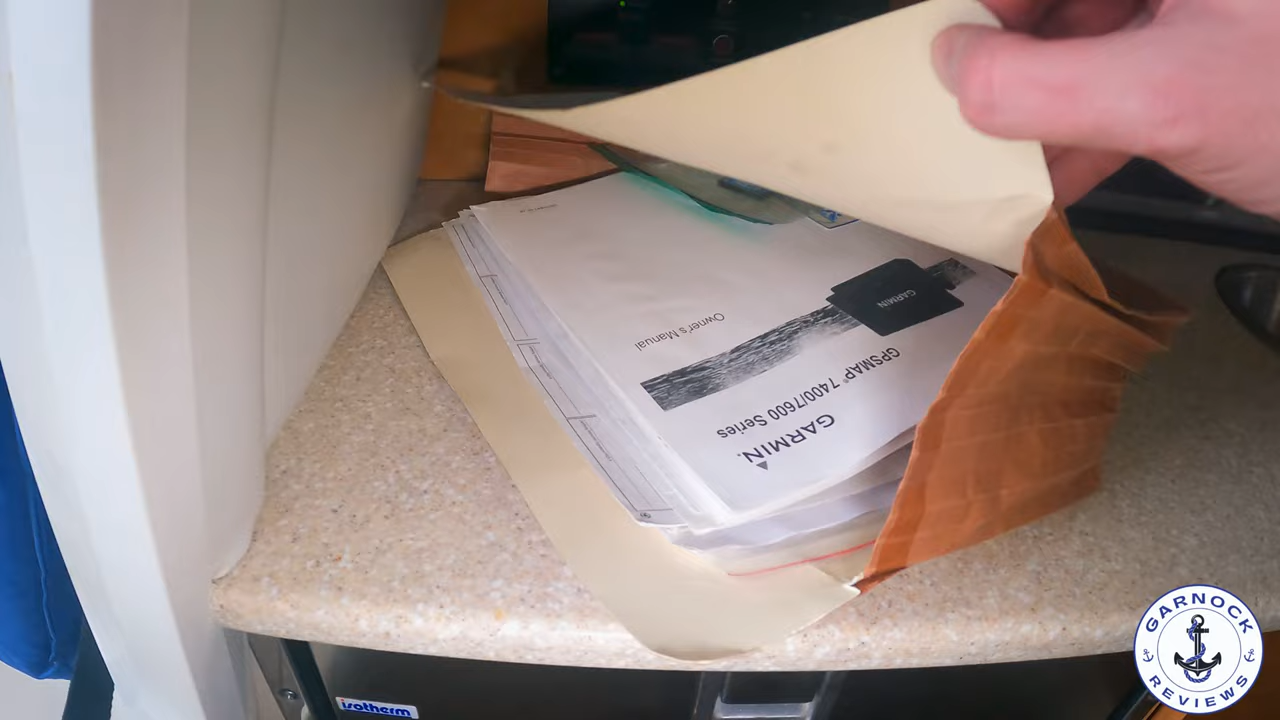 GARMIN
GPSMAP® 7400/7600 Series
GARMIN
Owner's Manual
isotherm
GARNOCK
REVIEWS